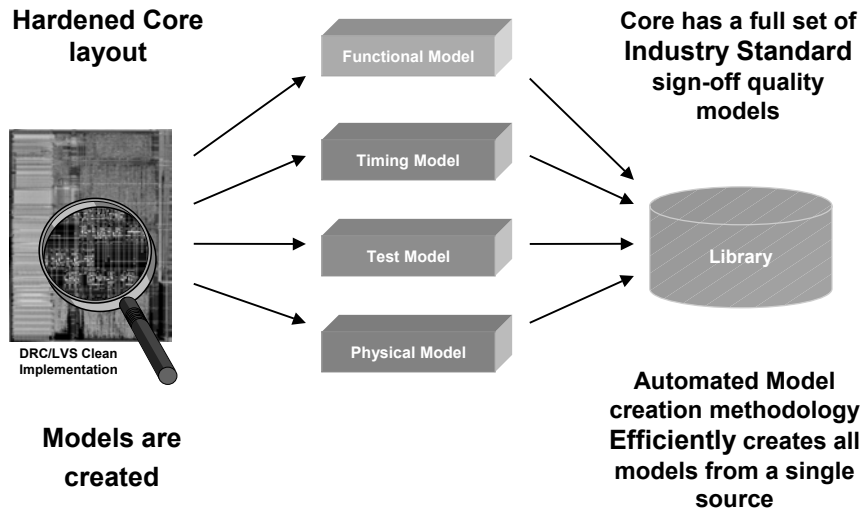 Hardened Core
layout
Functional Model
Timing Model
Test Model
Physical Model
DRC/LVS Clean
Implementation
Models are
created
Core has a full set of
Industry Standard
sign-off quality
models
Library
Automated Model
creation methodology
Efficiently creates all
models from a single
source